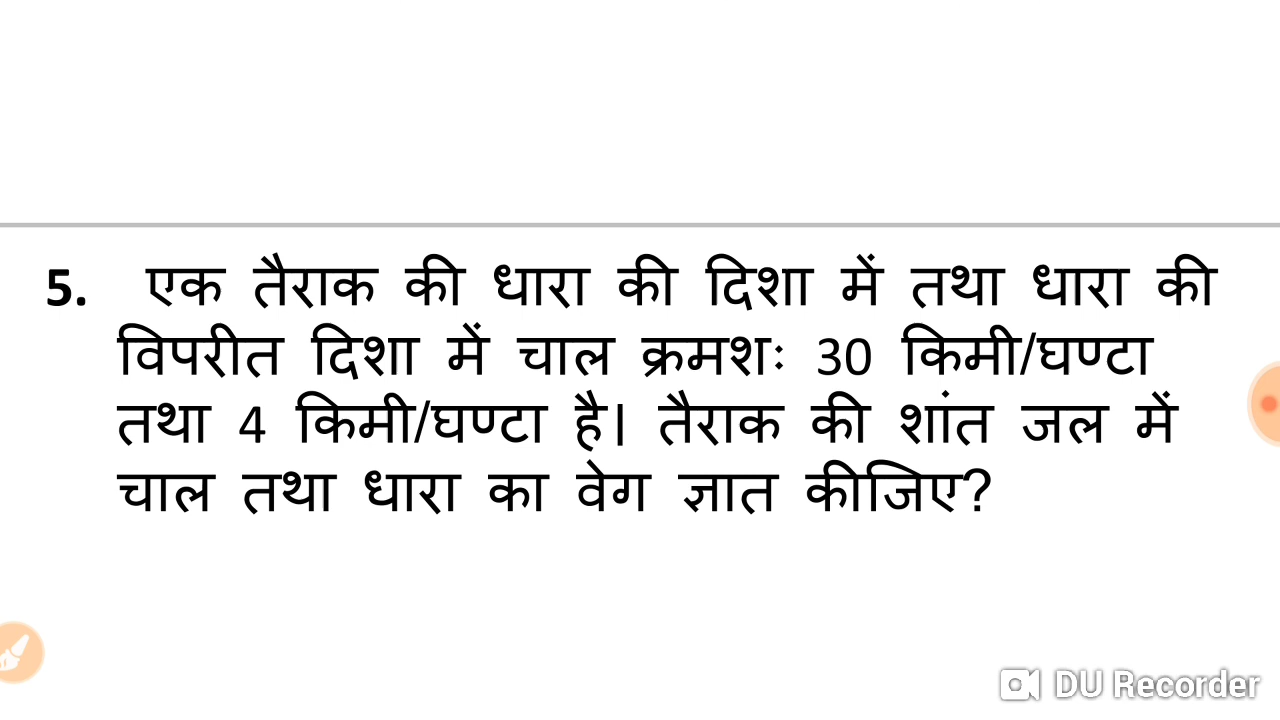 5. एक तैराक की धारा की दिशा में तथा धारा की
विपरीत दिशा में चाल क्रमशः 30 किमी/घण्टा
तथा 4 किमी/घण्टा है। तैराक की शांत जल में
चाल तथा धारा का वेग ज्ञात कीजिए?
DU Recorder